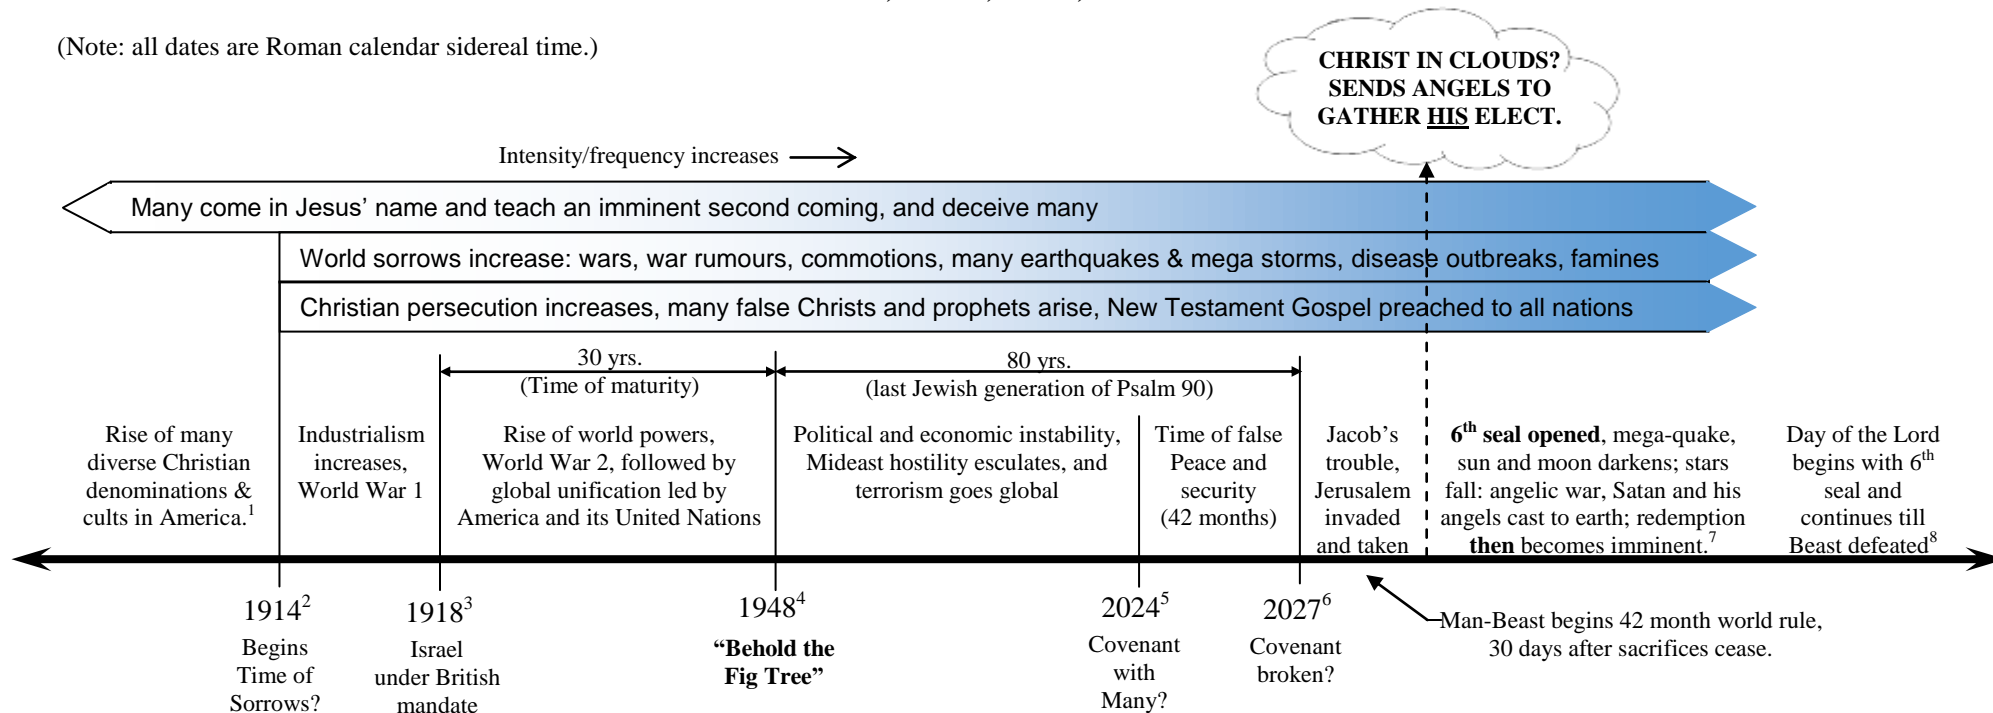 (Note: all dates are Roman calendar sidereal time.)
CHRIST IN CLOUDS?
SENDS ANGELS TO
GATHER HIS ELECT.
Intensity/frequency increases
Many come in Jesus’ name and teach an imminent second coming, and deceive many
World sorrows increase: wars, war rumours, commotions, many earthquakes & mega storms, disease outbreaks, famines
Christian persecution increases, many false Christs and prophets arise, New Testament Gospel preached to all nations
30 yrs.
(Time of maturity)
80 yrs.
(last Jewish generation of Psalm 90)
Rise of many
diverse Christian
denominations &
cults in America.1
Industrialism
increases,
World War 1
Rise of world powers,
World War 2, followed by
global unification led by
America and its United Nations
Political and economic instability,
Mideast hostility esculates, and
terrorism goes global
Time of false
Peace and
security
(42 months)
Jacob’s
trouble,
Jerusalem
invaded
and taken
6th seal opened, mega-quake,
sun and moon darkens; stars
fall: angelic war, Satan and his
angels cast to earth; redemption
then becomes imminent.7
Day of the Lord
begins with 6th
seal and
continues till
Beast defeated8
19142
Begins
Time of
Sorrows?
19183
Israel
under British
mandate
19484
“Behold the
Fig Tree”
20245
Covenant
with
Many?
20276
Covenant
broken?
Man-Beast begins 42 month world rule,
30 days after sacrifices cease.